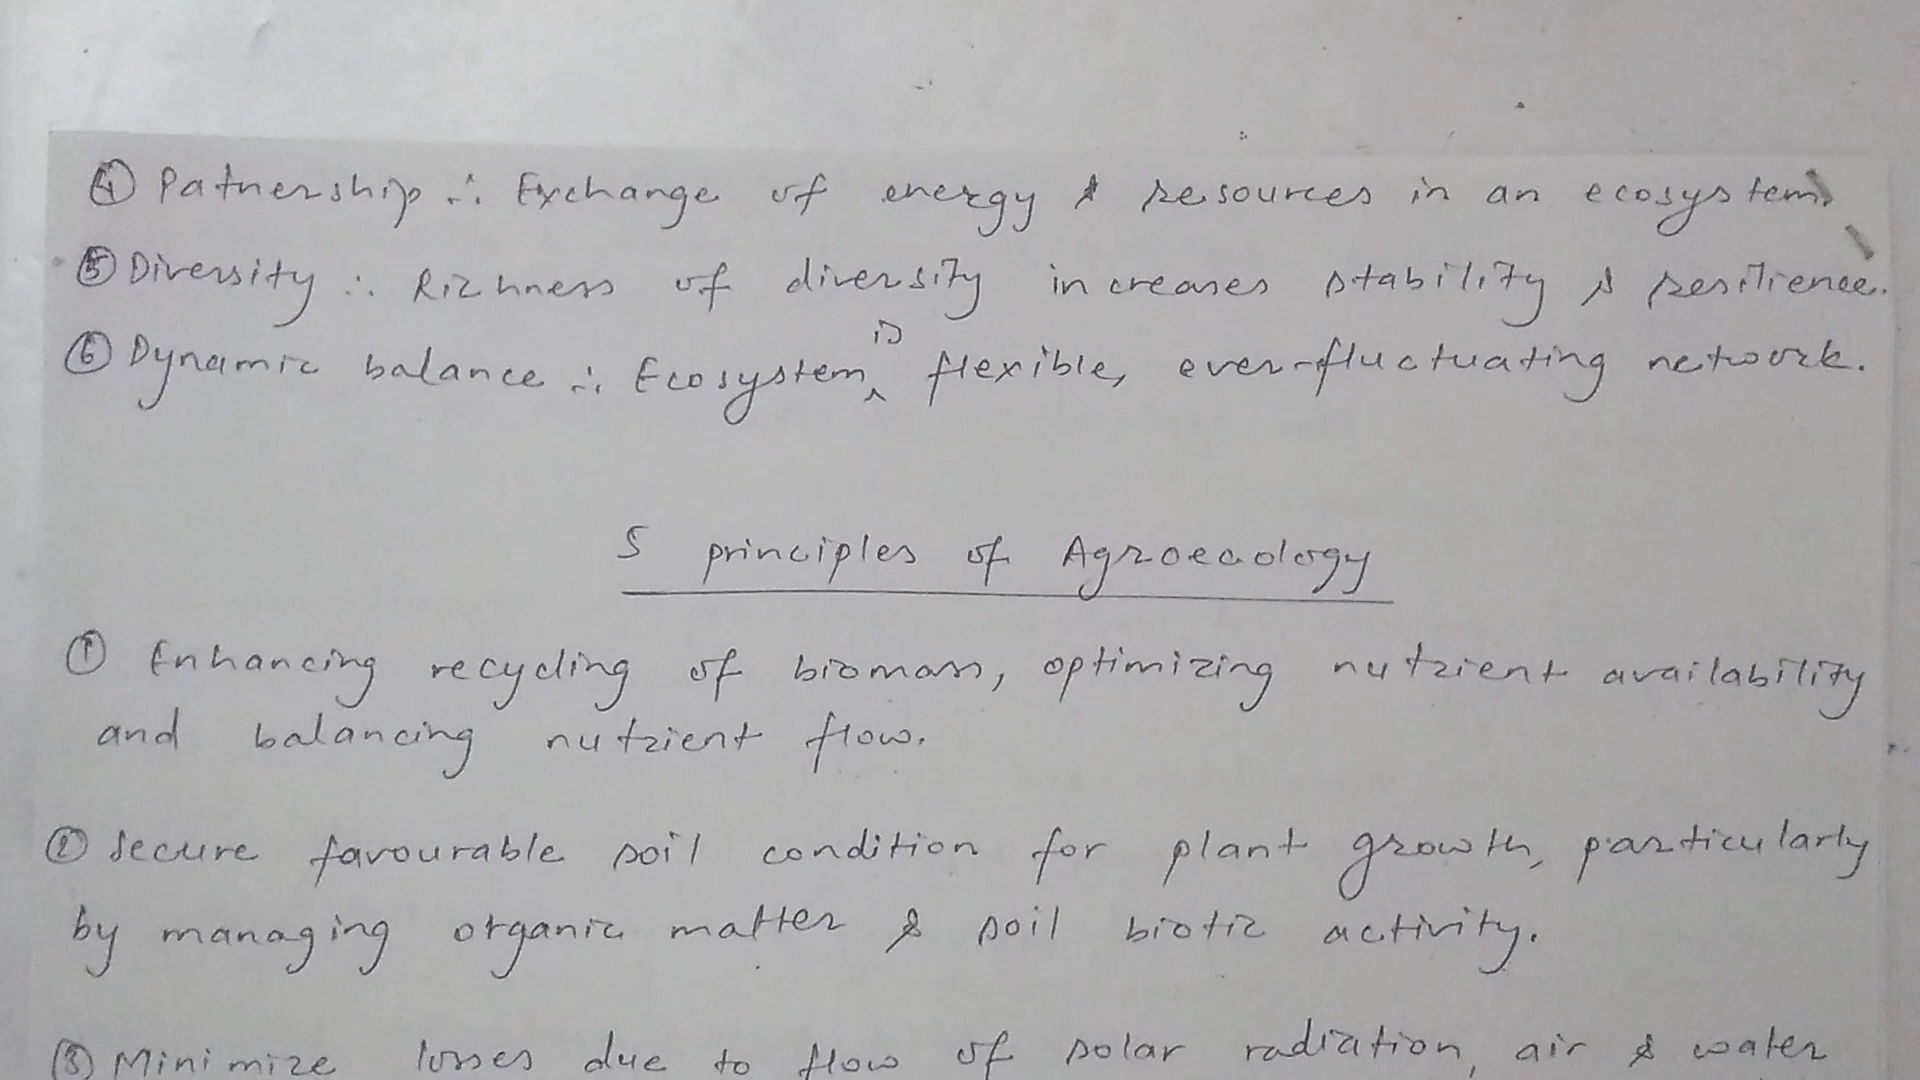 ④ Patnership ∴ Exchange of energy & resources in an ecosystem.
⑤ Diversity ∴ Richness of diversity increases stability & resilience.
⑥ Dynamic balance ∴ Ecosystem is flexible, ever-fluctuating network.
5 principles of Agroecology
① Enhancing recycling of biomass, optimizing nutrient availability
and balancing nutrient flow.
② Secure favourable soil condition for plant growth, particularly
by managing organic matter & soil biotic activity.
③ Minimize losses due to flow of solar radiation, air & water